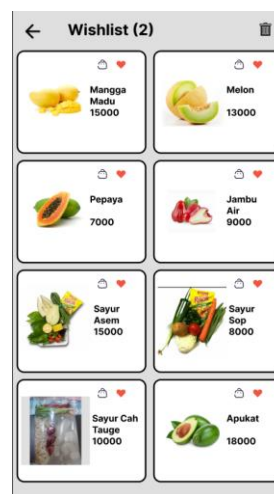 Wishlist (2)
Mangga
Madu
15000
Melon
13000
Pepaya
7000
Jambu
Air
9000
Sayur
Asem
15000
Sayur
Sop
8000
Sayur Cah
Tauge
10000
Apukat
18000